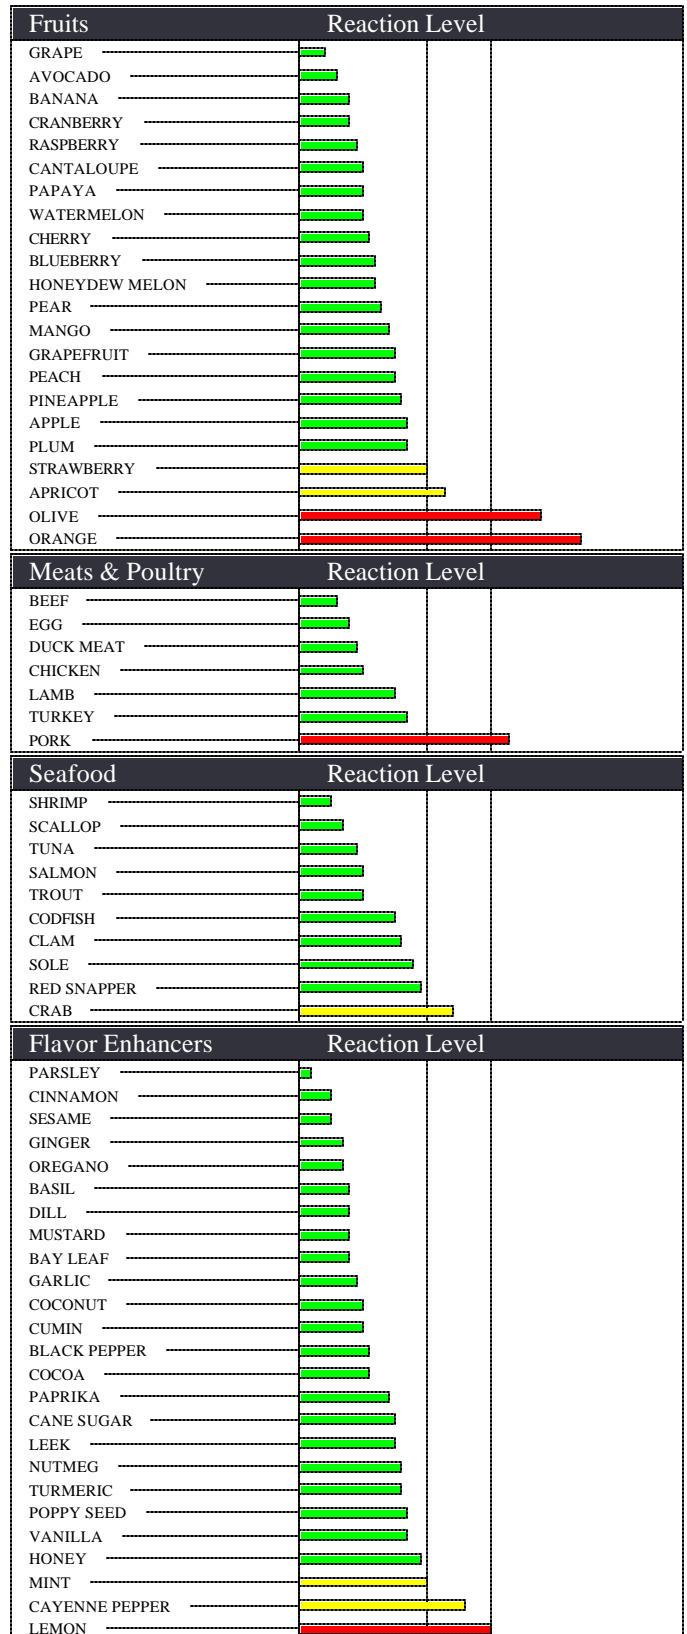 Fruits Reaction Level
GRAPE
AVOCADO
BANANA
CRANBERRY
RASPBERRY
CANTALOUPE
PAPAYA
WATERMELON
CHERRY
BLUEBERRY
HONEYDEW MELON
PEAR
MANGO
GRAPEFRUIT
PEACH
PINEAPPLE
APPLE
PLUM
STRAWBERRY
APRICOT
OLIVE
ORANGE
Meats & Poultry Reaction Level
BEEF
EGG
DUCK MEAT
CHICKEN
LAMB
TURKEY
PORK
Seafood Reaction Level
SHRIMP
SCALLOP
TUNA
SALMON
TROUT
CODFISH
CLAM
SOLE
RED SNAPPER
CRAB
Flavor Enhancers Reaction Level
PARSLEY
CINNAMON
SESAME
GINGER
OREGANO
BASIL
DILL
MUSTARD
BAY LEAF
GARLIC
COCONUT
CUMIN
BLACK PEPPER
COCOA
PAPRIKA
CANE SUGAR
LEEK
NUTMEG
TURMERIC
POPPY SEED
VANILLA
HONEY
MINT
CAYENNE PEPPER
LEMON